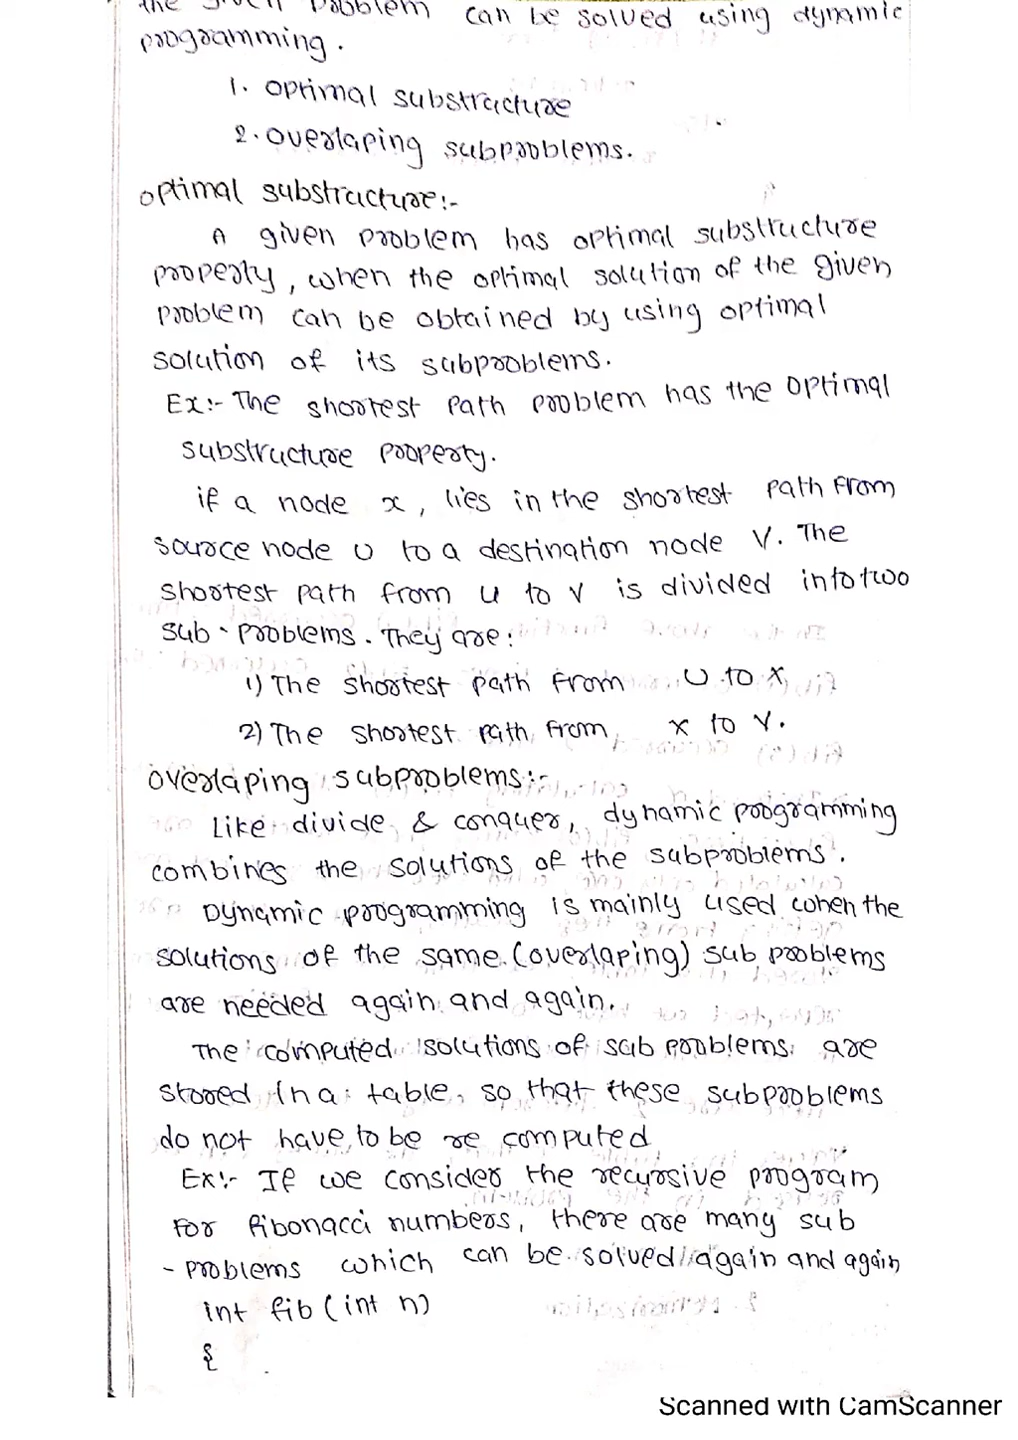 the given problem can be solved using dynamic
programming.
1. optimal substructure
2. overlaping subproblems.
optimal substructure:-
A given problem has optimal substructure
property, when the optimal solution of the given
problem can be obtained by using optimal
solution of its subproblems.
Ex:- The shortest path problem has the optimal
substructure property.
if a node x, lies in the shortest path from
source node u to a destination node v. The
shortest path from u to v is divided into two
sub-problems. They are:
1) The shortest path from u to x
2) The shortest path from x to v.
overlaping subproblems:-
Like divide & conquer, dynamic programming
combines the solutions of the subproblems.
Dynamic programming is mainly used when the
solutions of the same (overlaping) sub problems
are needed again and again.
The computed solutions of sub problems are
stored in a table, so that these subproblems
do not have to be re computed
Ex:- If we consider the recursive program
for fibonacci numbers, there are many sub
- problems which can be solved again and again
int fib (int n)
{
Scanned with CamScanner